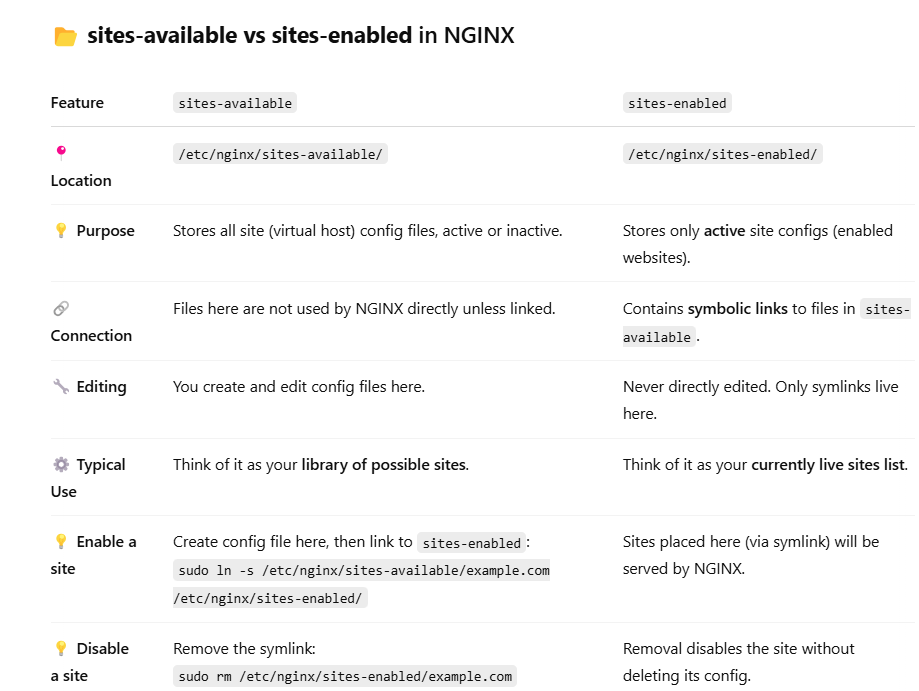 sites-available vs sites-enabled in NGINX
Feature sites-available sites-enabled
Location /etc/nginx/sites-available/ /etc/nginx/sites-enabled/
Purpose Stores all site (virtual host) config files, active or inactive. Stores only active site configs (enabled
websites).
Connection Files here are not used by NGINX directly unless linked. Contains symbolic links to files in sites-
available.
Editing You create and edit config files here. Never directly edited. Only symlinks live
here.
Typical Think of it as your library of possible sites. Think of it as your currently live sites list.
Use
Enable a Create config file here, then link to sites-enabled: Sites placed here (via symlink) will be
site sudo ln -s /etc/nginx/sites-available/example.com served by NGINX.
/etc/nginx/sites-enabled/
Disable Remove the symlink: Removal disables the site without
a site sudo rm /etc/nginx/sites-enabled/example.com deleting its config.